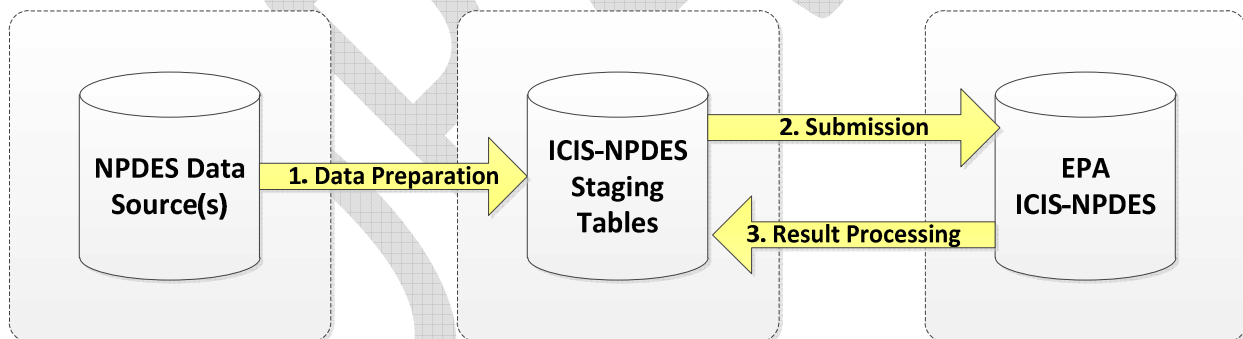 NPDES Data
Source(s)
1. Data Preparation
ICIS-NPDES
Staging
Tables
2. Submission
3. Result Processing
EPA
ICIS-NPDES